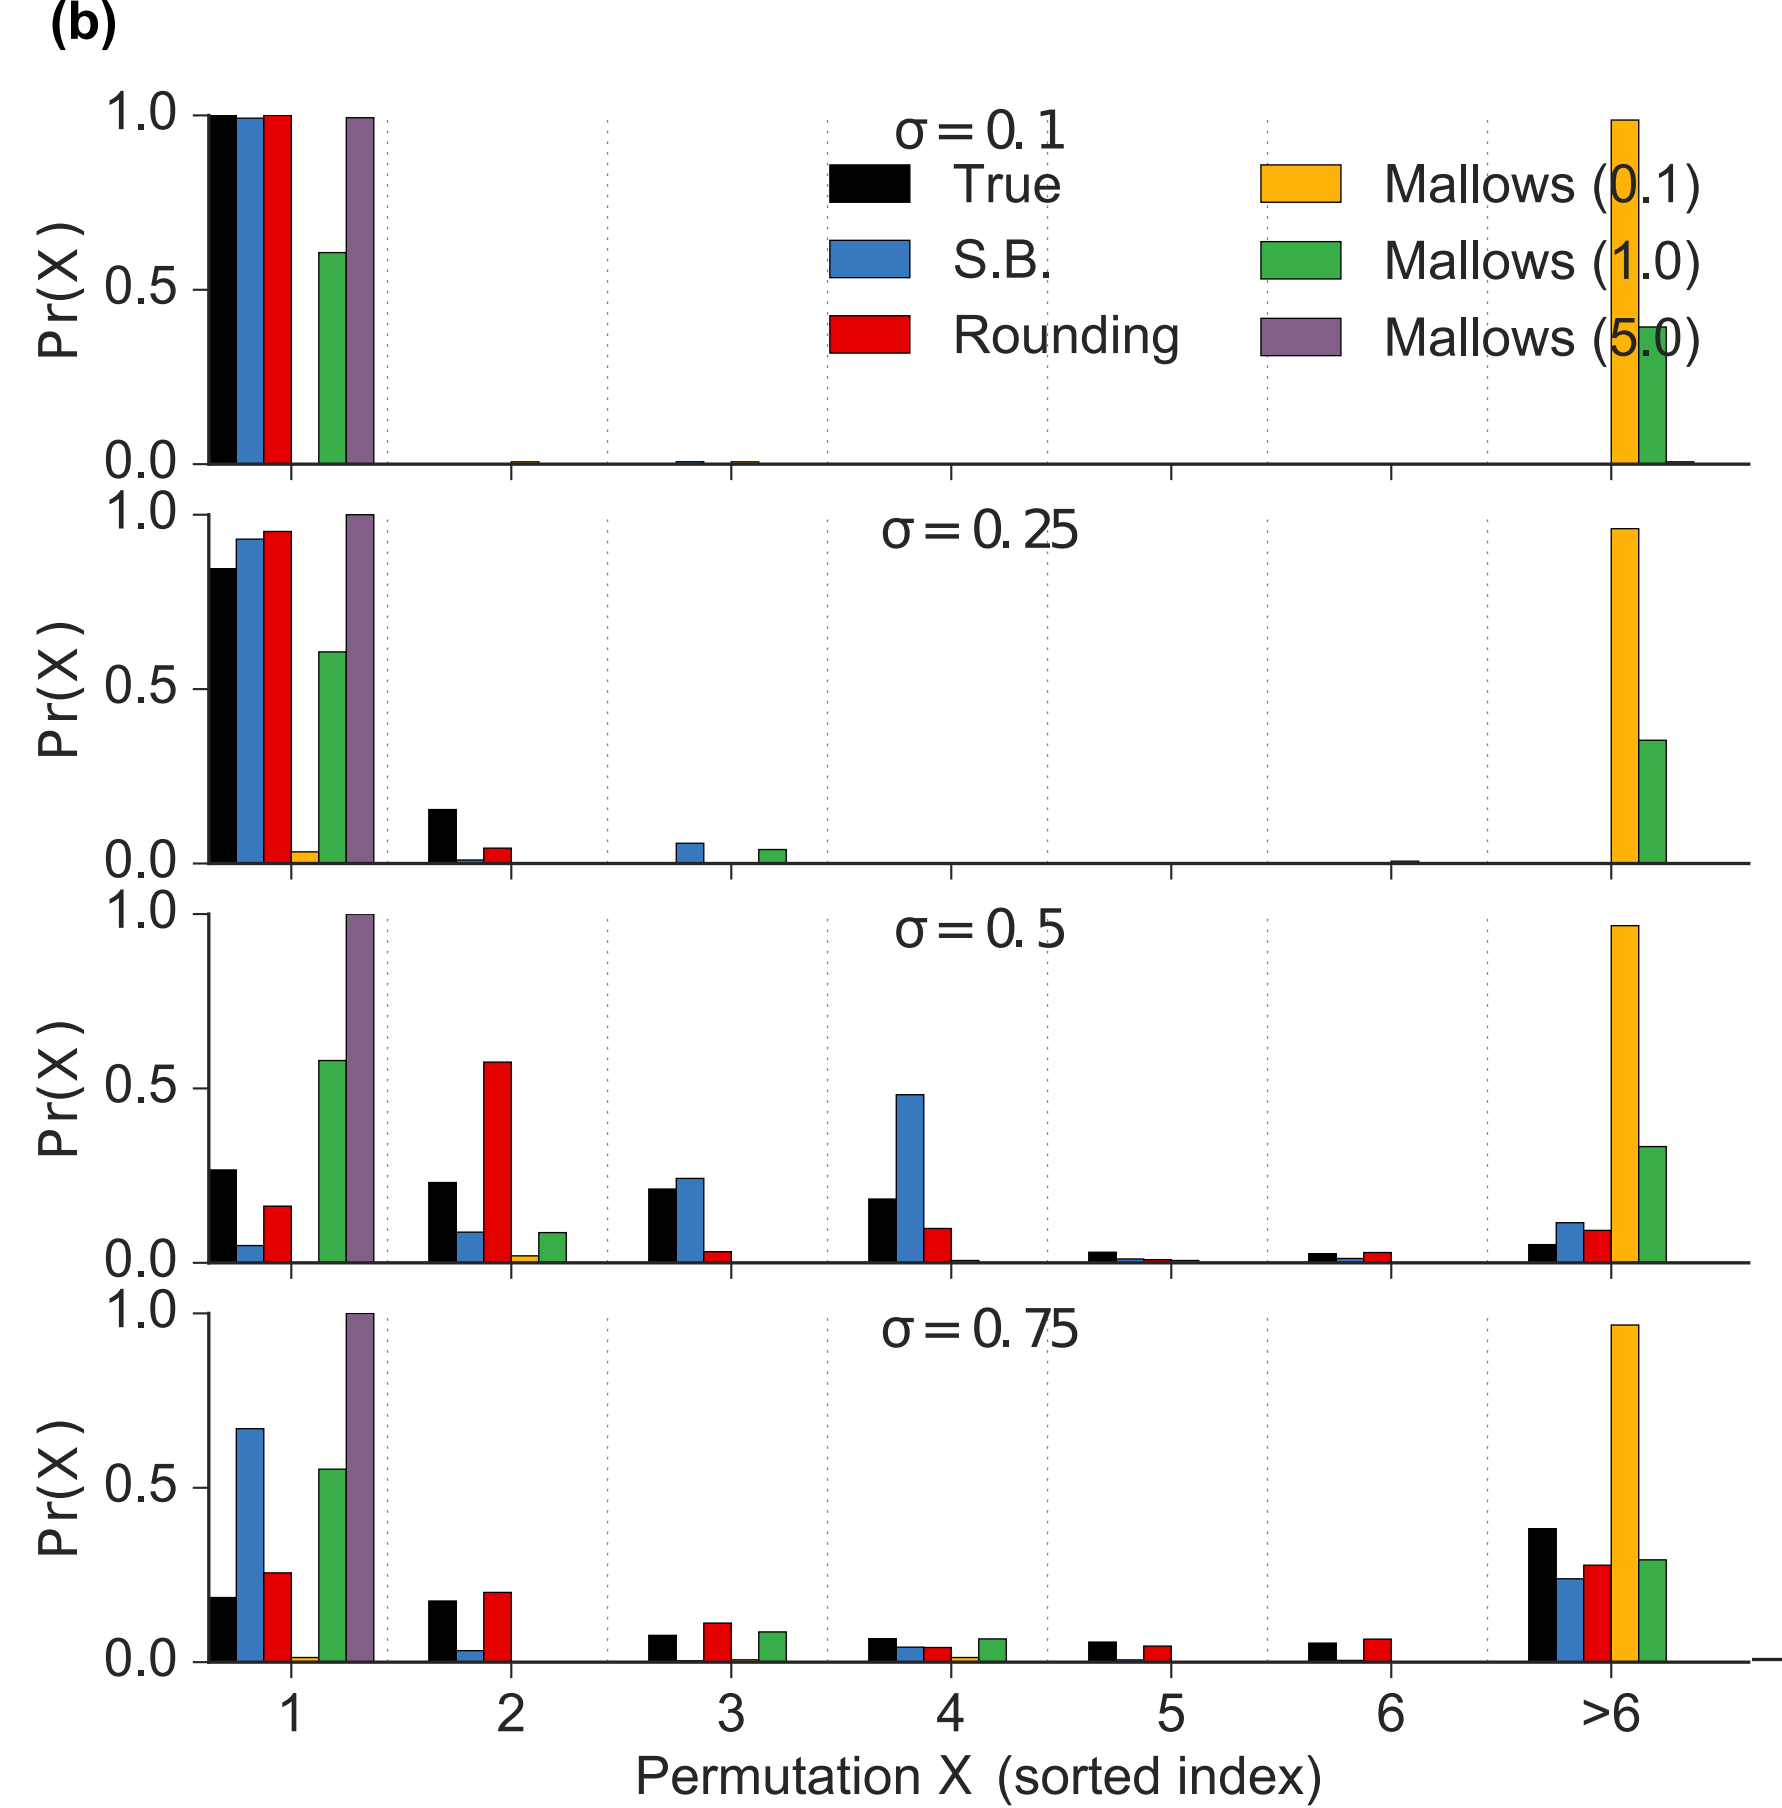 (b)
σ=0.1
True
S.B.
Rounding
Mallows (0.1)
Mallows (1.0)
Mallows (5.0)
Pr(X)
1.0
0.5
0.0
σ=0.25
Pr(X)
1.0
0.5
0.0
σ=0.5
Pr(X)
1.0
0.5
0.0
σ=0.75
Pr(X)
1.0
0.5
0.0
1 2 3 4 5 6 >6
Permutation X (sorted index)